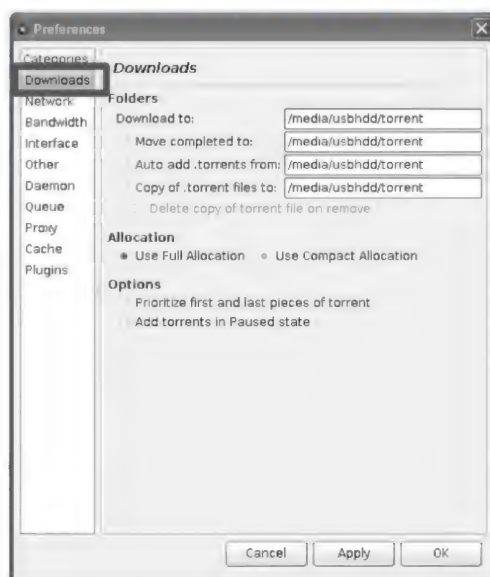 Preferences
Categories
Downloads
Network
Bandwidth
Interface
Other
Daemon
Queue
Proxy
Cache
Plugins
Downloads
Folders
Download to: /media/usbhdd/torrent
Move completed to: /media/usbhdd/torrent
Auto add .torrents from: /media/usbhdd/torrent
Copy of .torrent files to: /media/usbhdd/torrent
Delete copy of torrent file on remove
Allocation
Use Full Allocation Use Compact Allocation
Options
Prioritize first and last pieces of torrent
Add torrents in Paused state
Cancel Apply OK